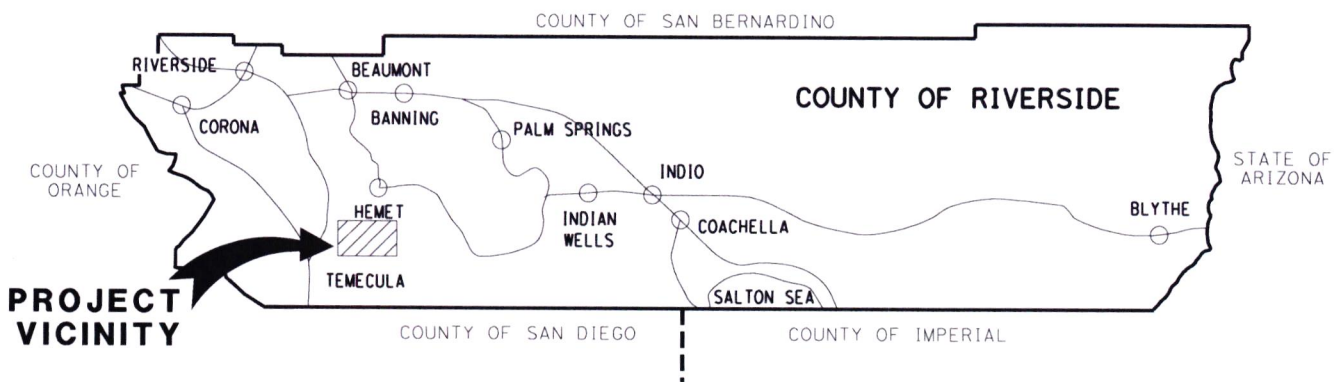 COUNTY OF SAN BERNARDINO
RIVERSIDE
BEAUMONT
COUNTY OF RIVERSIDE
CORONA
BANNING
PALM SPRINGS
COUNTY OF
ORANGE
STATE OF
ARIZONA
INDIO
HEMET
INDIAN
WELLS
COACHELLA
BLYTHE
TEMECULA
SALTON SEA
PROJECT
VICINITY
COUNTY OF SAN DIEGO
COUNTY OF IMPERIAL